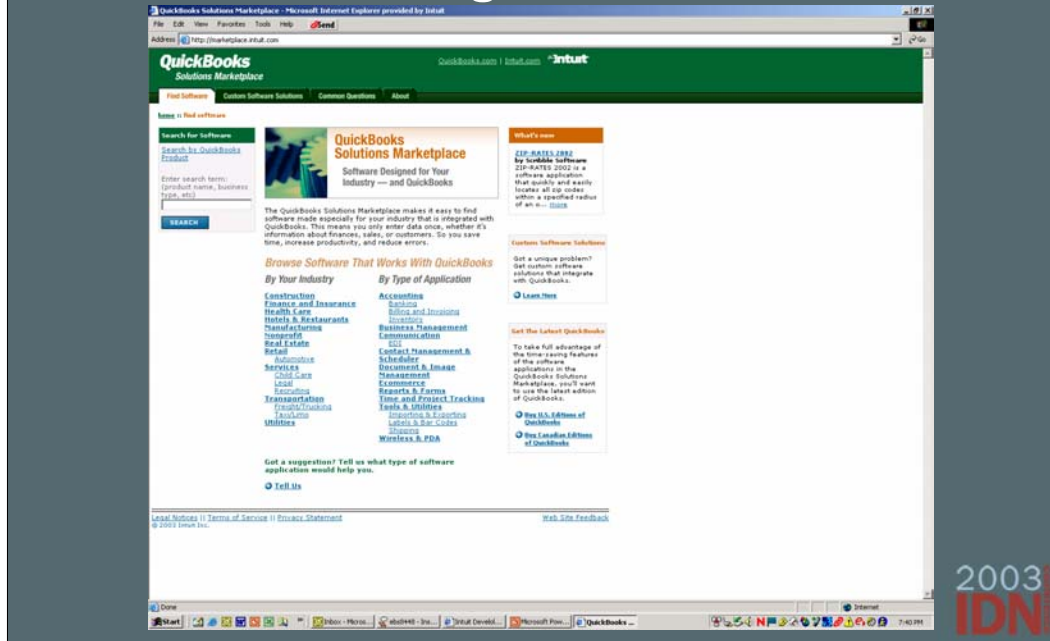 QuickBooks Solutions Marketplace - Microsoft Internet Explorer provided by Intuit
File Edit View Favorites Tools Help Send
Address http://marketplace.intuit.com Go
QuickBooks
Solutions Marketplace
QuickBooks.com | Intuit.com Intuit
Find Software Custom Software Solutions Common Questions About
home :: find software
Search for Software
Search by QuickBooks
Product
Enter search term:
(product name, business
type, etc)
SEARCH
QuickBooks
Solutions Marketplace
Software Designed for Your
Industry — and QuickBooks
The QuickBooks Solutions Marketplace makes it easy to find
software made especially for your industry that is integrated with
QuickBooks. This means you only enter data once, whether it's
information about finances, sales, or customers. So you save
time, increase productivity, and reduce errors.
Browse Software That Works With QuickBooks
By Your Industry
Construction
Finance and Insurance
Health Care
Hotels & Restaurants
Manufacturing
Nonprofit
Real Estate
Retail
Automotive
Services
Child Care
Legal
Recruiting
Transportation
Freight/Trucking
Taxi/Limo
Utilities
By Type of Application
Accounting
Banking
Billing and Invoicing
Inventory
Business Management
Communication
EDI
Contact Management &
Scheduler
Document & Image
Management
Ecommerce
Reports & Forms
Time and Project Tracking
Tools & Utilities
Importing & Exporting
Labels & Bar Codes
Shipping
Wireless & PDA
Got a suggestion? Tell us what type of software
application would help you.
Tell Us
What's new
ZIP-RATES 2002
by Scribble Software
ZIP-RATES 2002 is a
software application
that quickly and easily
locates all zip codes
within a specified radius
of an o... more
Custom Software Solutions
Got a unique problem?
Get custom software
solutions that integrate
with QuickBooks.
Learn More
Get the Latest QuickBooks
To take full advantage of
the time-saving features
of the software
applications in the
QuickBooks Solutions
Marketplace, you'll want
to use the latest edition
of QuickBooks.
Buy U.S. Editions of
QuickBooks
Buy Canadian Editions
of QuickBooks
Legal Notices :: Terms of Service :: Privacy Statement Web Site Feedback
© 2003 Intuit Inc.
Done Internet
Start Inbox - Micros... Intuit Develo... Microsoft Pow... QuickBooks ... 7:40 PM
2003
IDN